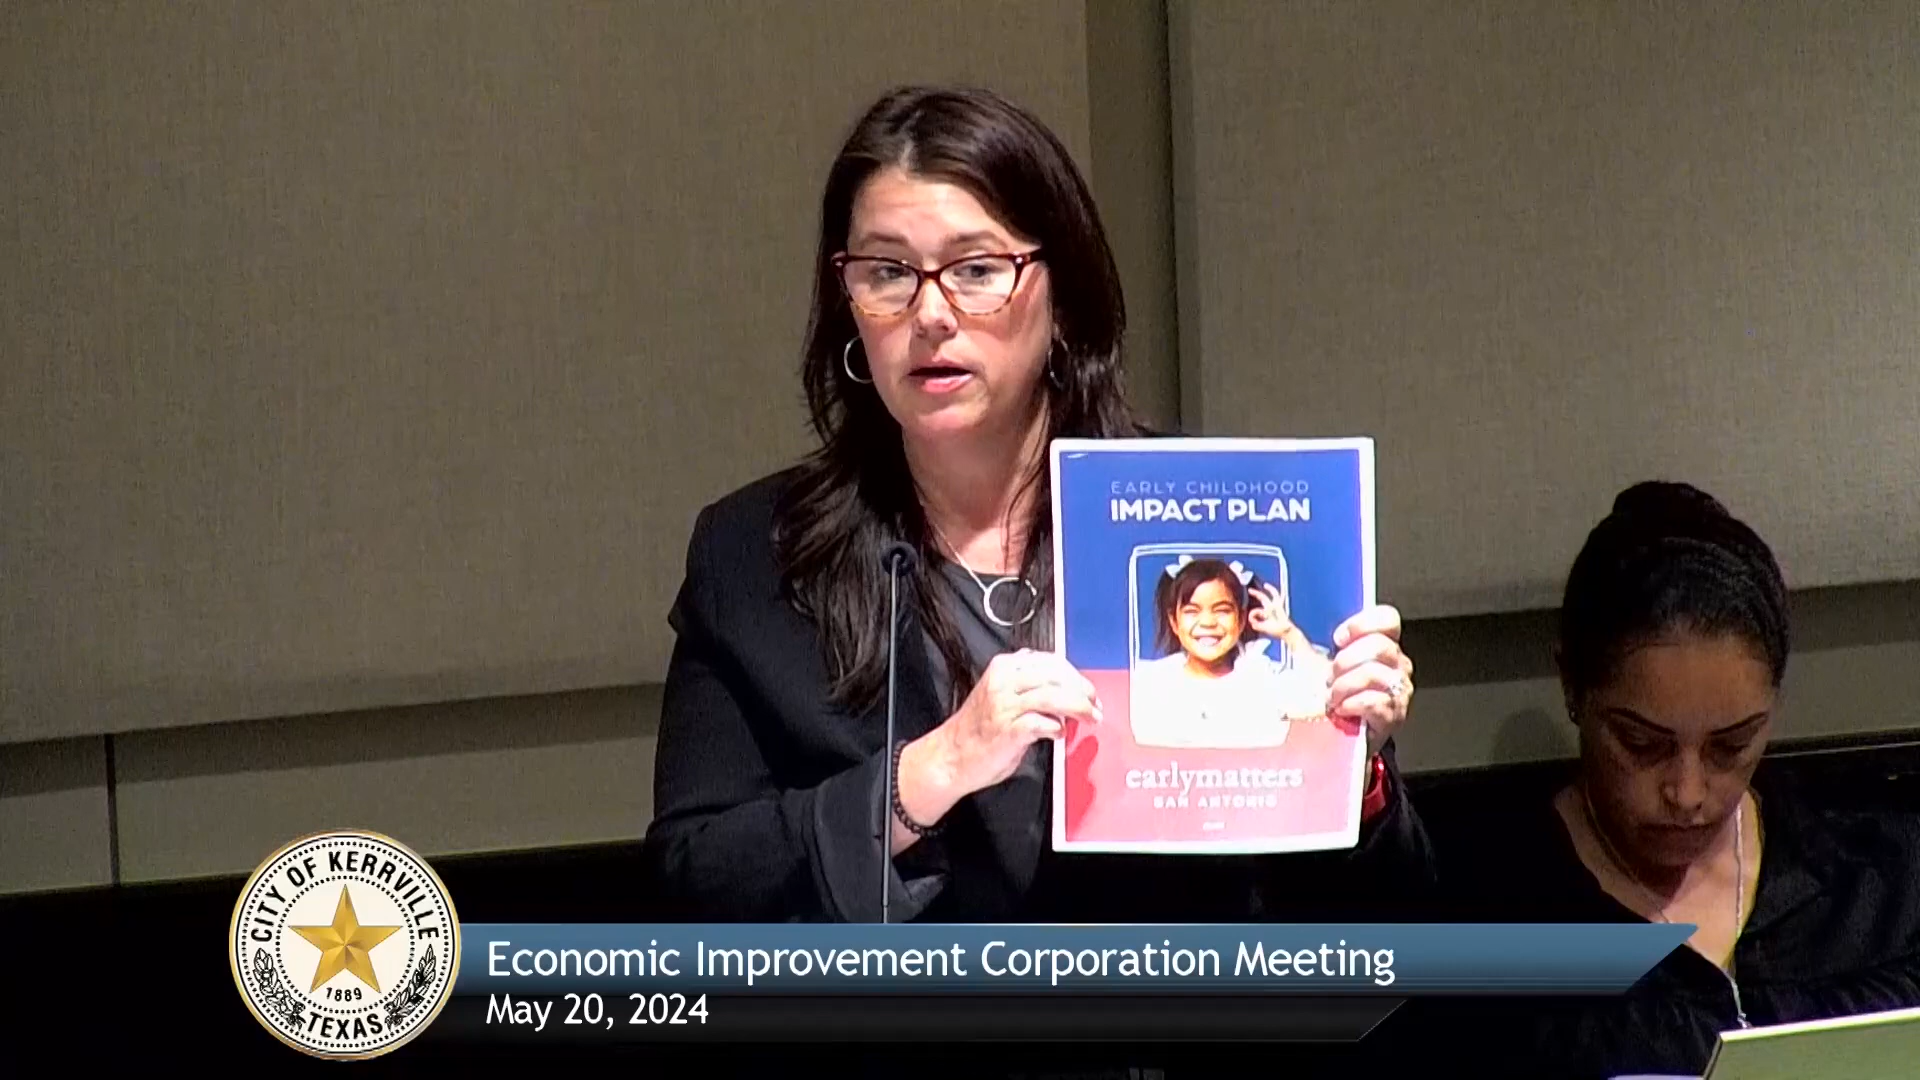 EARLY CHILDHOOD
IMPACT PLAN
earlymatters
SAN ANTONIO
CITY OF KERRVILLE
1889
TEXAS
Economic Improvement Corporation Meeting
May 20, 2024